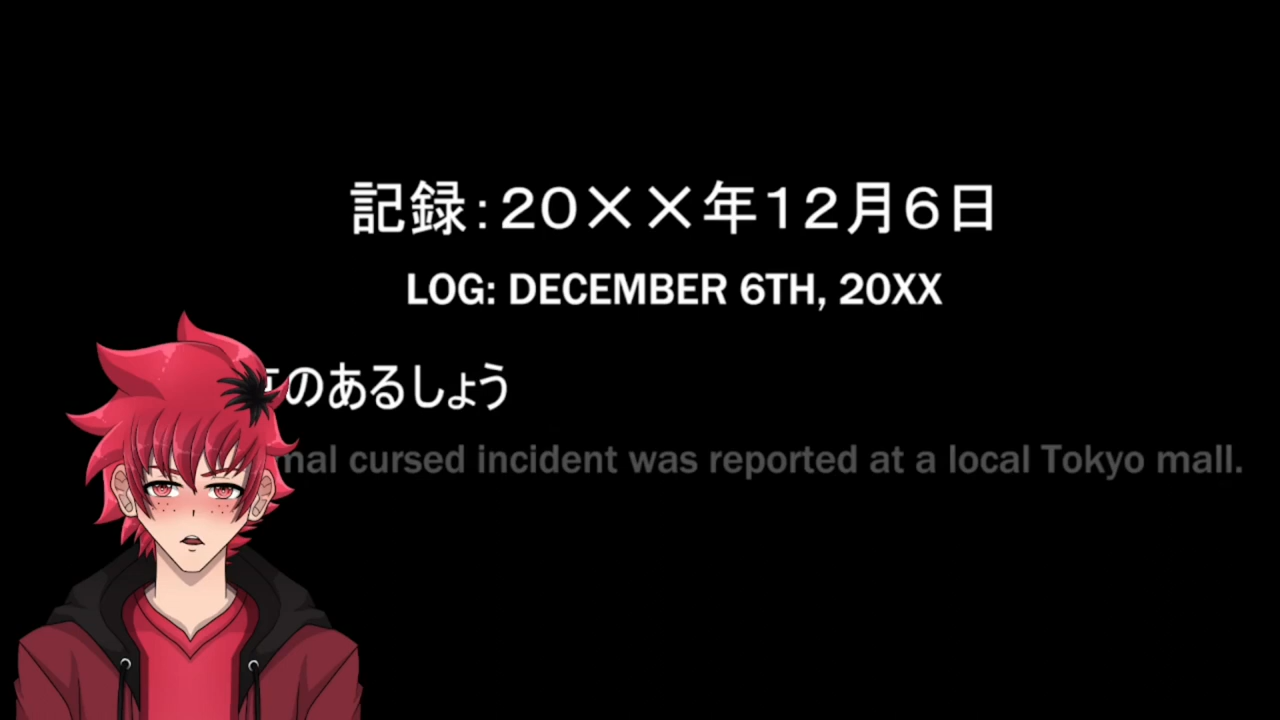 記録：20××年12月6日
LOG: DECEMBER 6TH, 20XX
のあるしょう
cursed incident was reported at a local Tokyo mall.